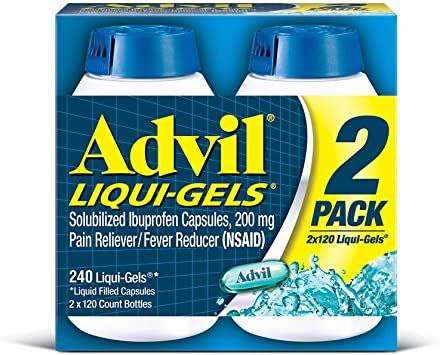 Advil
LIQUI-GELS®
Solubilized Ibuprofen Capsules, 200 mg
Pain Reliever/Fever Reducer (NSAID)
240 Liqui-Gels®*
*Liquid Filled Capsules
2 x 120 Count Bottles
Advil
2
PACK
2x120 Liqui-Gels®